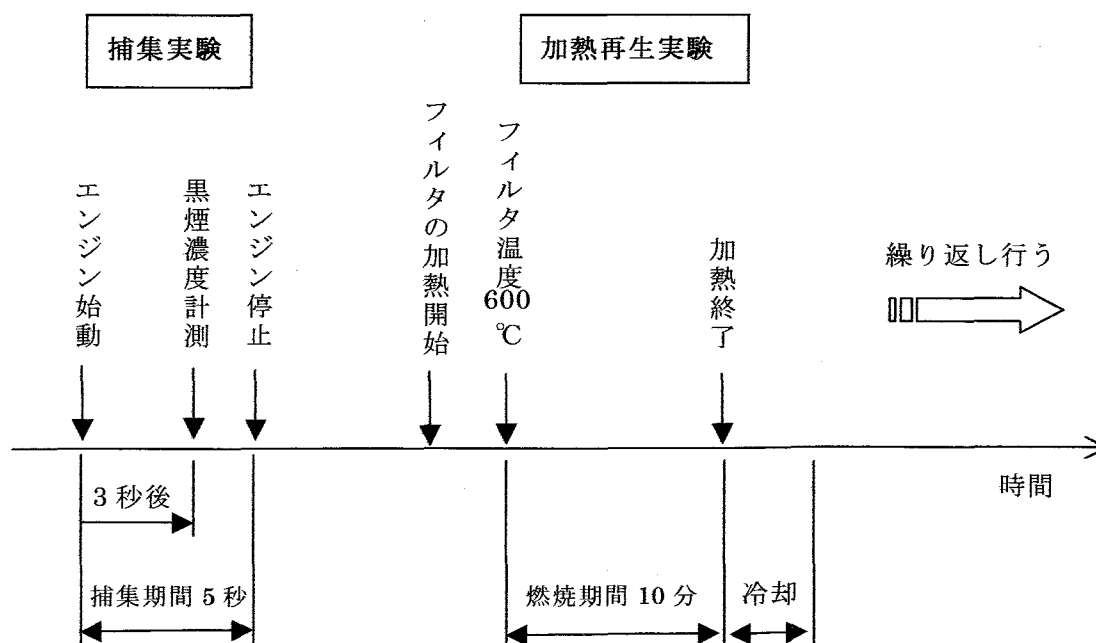 捕集実験
加熱再生実験
エンジン始動
黒煙濃度計測
エンジン停止
フィルタの加熱開始
フィルタ温度600℃
加熱終了
繰り返し行う
時間
3秒後
捕集期間 5秒
燃焼期間 10分
冷却